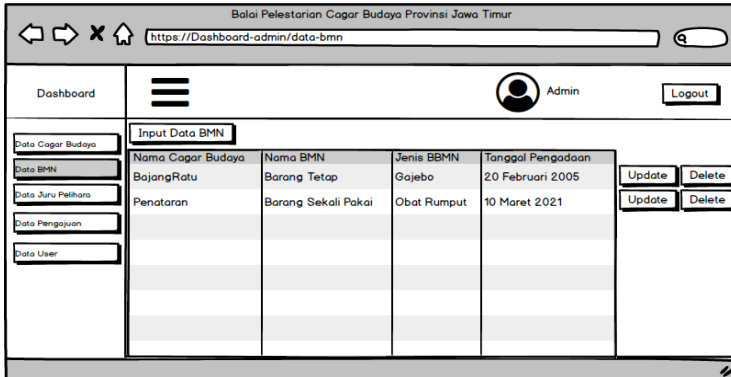 Balai Pelestarian Cagar Budaya Provinsi Jawa Timur
https://Dashboard-admin/data-bmn
Dashboard
Admin
Logout
Data Cagar Budaya
Data BMN
Data Juru Pelihara
Data Pengajuan
Data User
Input Data BMN
Nama Cagar Budaya Nama BMN Jenis BBMN Tanggal Pengadaan
BajangRatu Barang Tetap Gajebo 20 Februari 2005 Update Delete
Penataran Barang Sekali Pakai Obat Rumput 10 Maret 2021 Update Delete